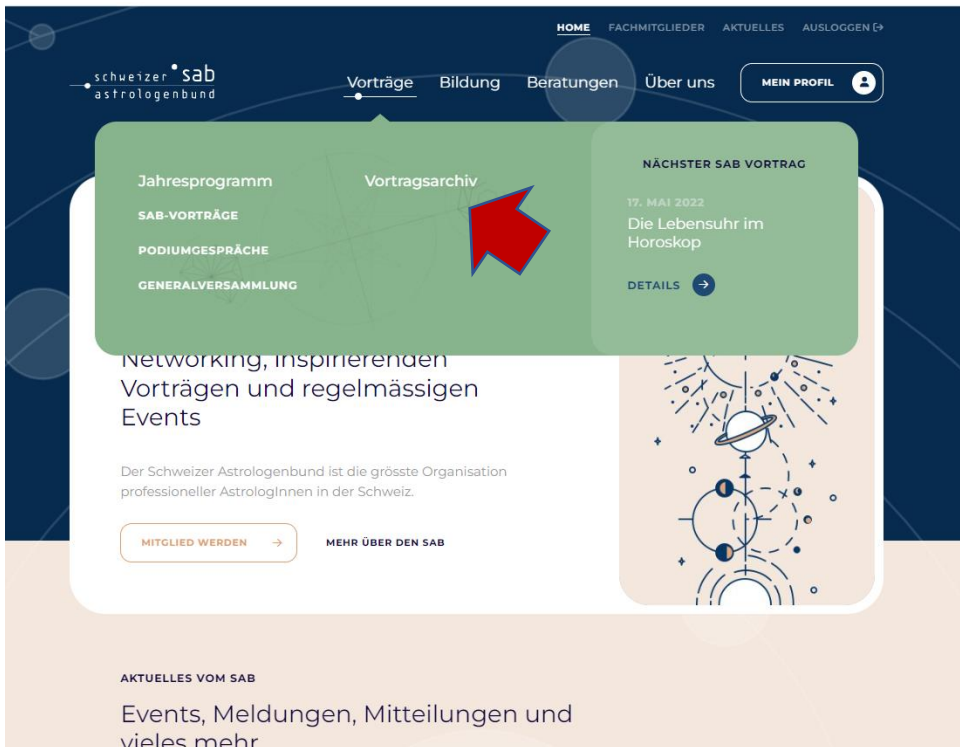 HOME FACHMITGLIEDER AKTUELLES AUSLOGGEN
schweizer sab
astrologenbund
Vorträge Bildung Beratungen Über uns MEIN PROFIL
Jahresprogramm
SAB-VORTRÄGE
PODIUMGESPRÄCHE
GENERALVERSAMMLUNG
Vortragsarchiv
NÄCHSTER SAB VORTRAG
17. MAI 2022
Die Lebensuhr im
Horoskop
DETAILS
Networking, inspirierenden
Vorträgen und regelmässigen
Events
Der Schweizer Astrologenbund ist die grösste Organisation
professioneller AstrologInnen in der Schweiz.
MITGLIED WERDEN
MEHR ÜBER DEN SAB
AKTUELLES VOM SAB
Events, Meldungen, Mitteilungen und
vieles mehr